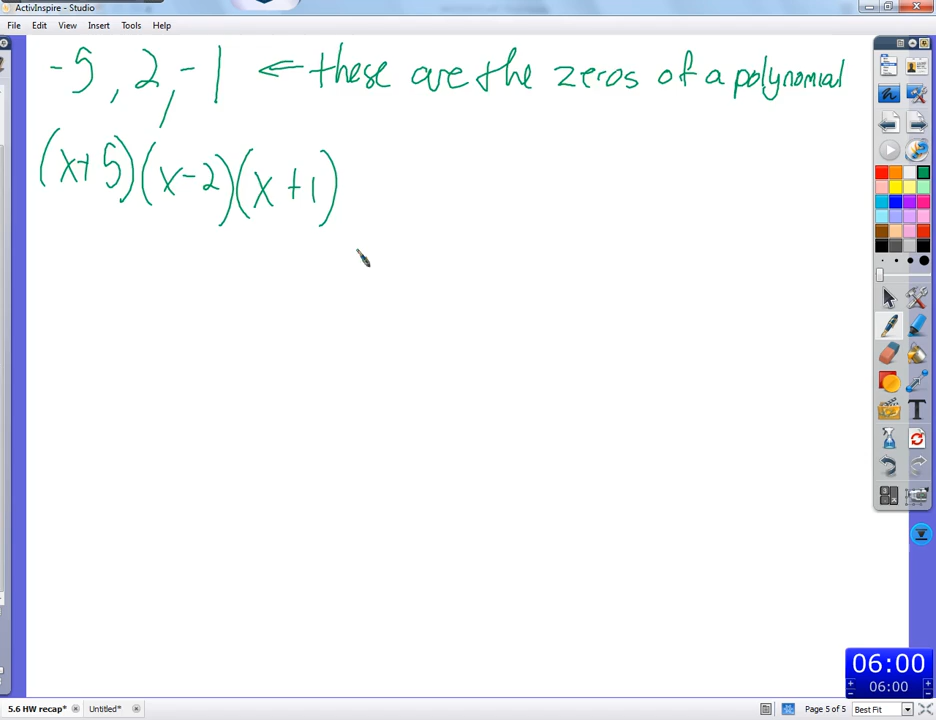 ActivInspire - Studio
File Edit View Insert Tools Help
-5, 2, -1 ← these are the zeros of a polynomial
(x+5)(x-2)(x+1)
T
06:00
06:00
5.6 HW recap* Untitled* Page 5 of 5 Best Fit